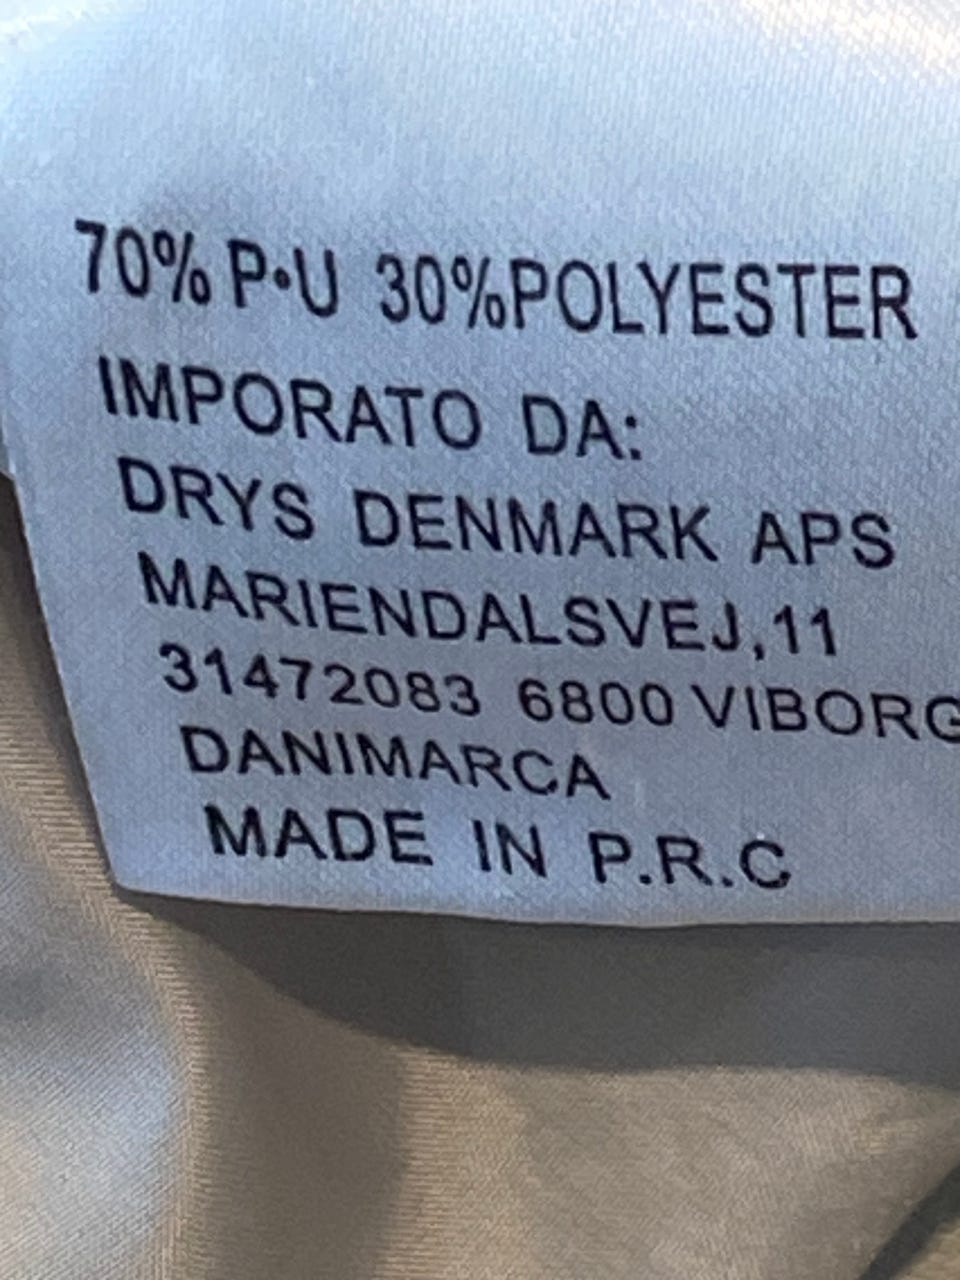 70% P•U 30%POLYESTER
IMPORATO DA:
DRYS DENMARK APS
MARIENDALSVEJ,11
31472083 6800 VIBORG
DANIMARCA
MADE IN P.R.C